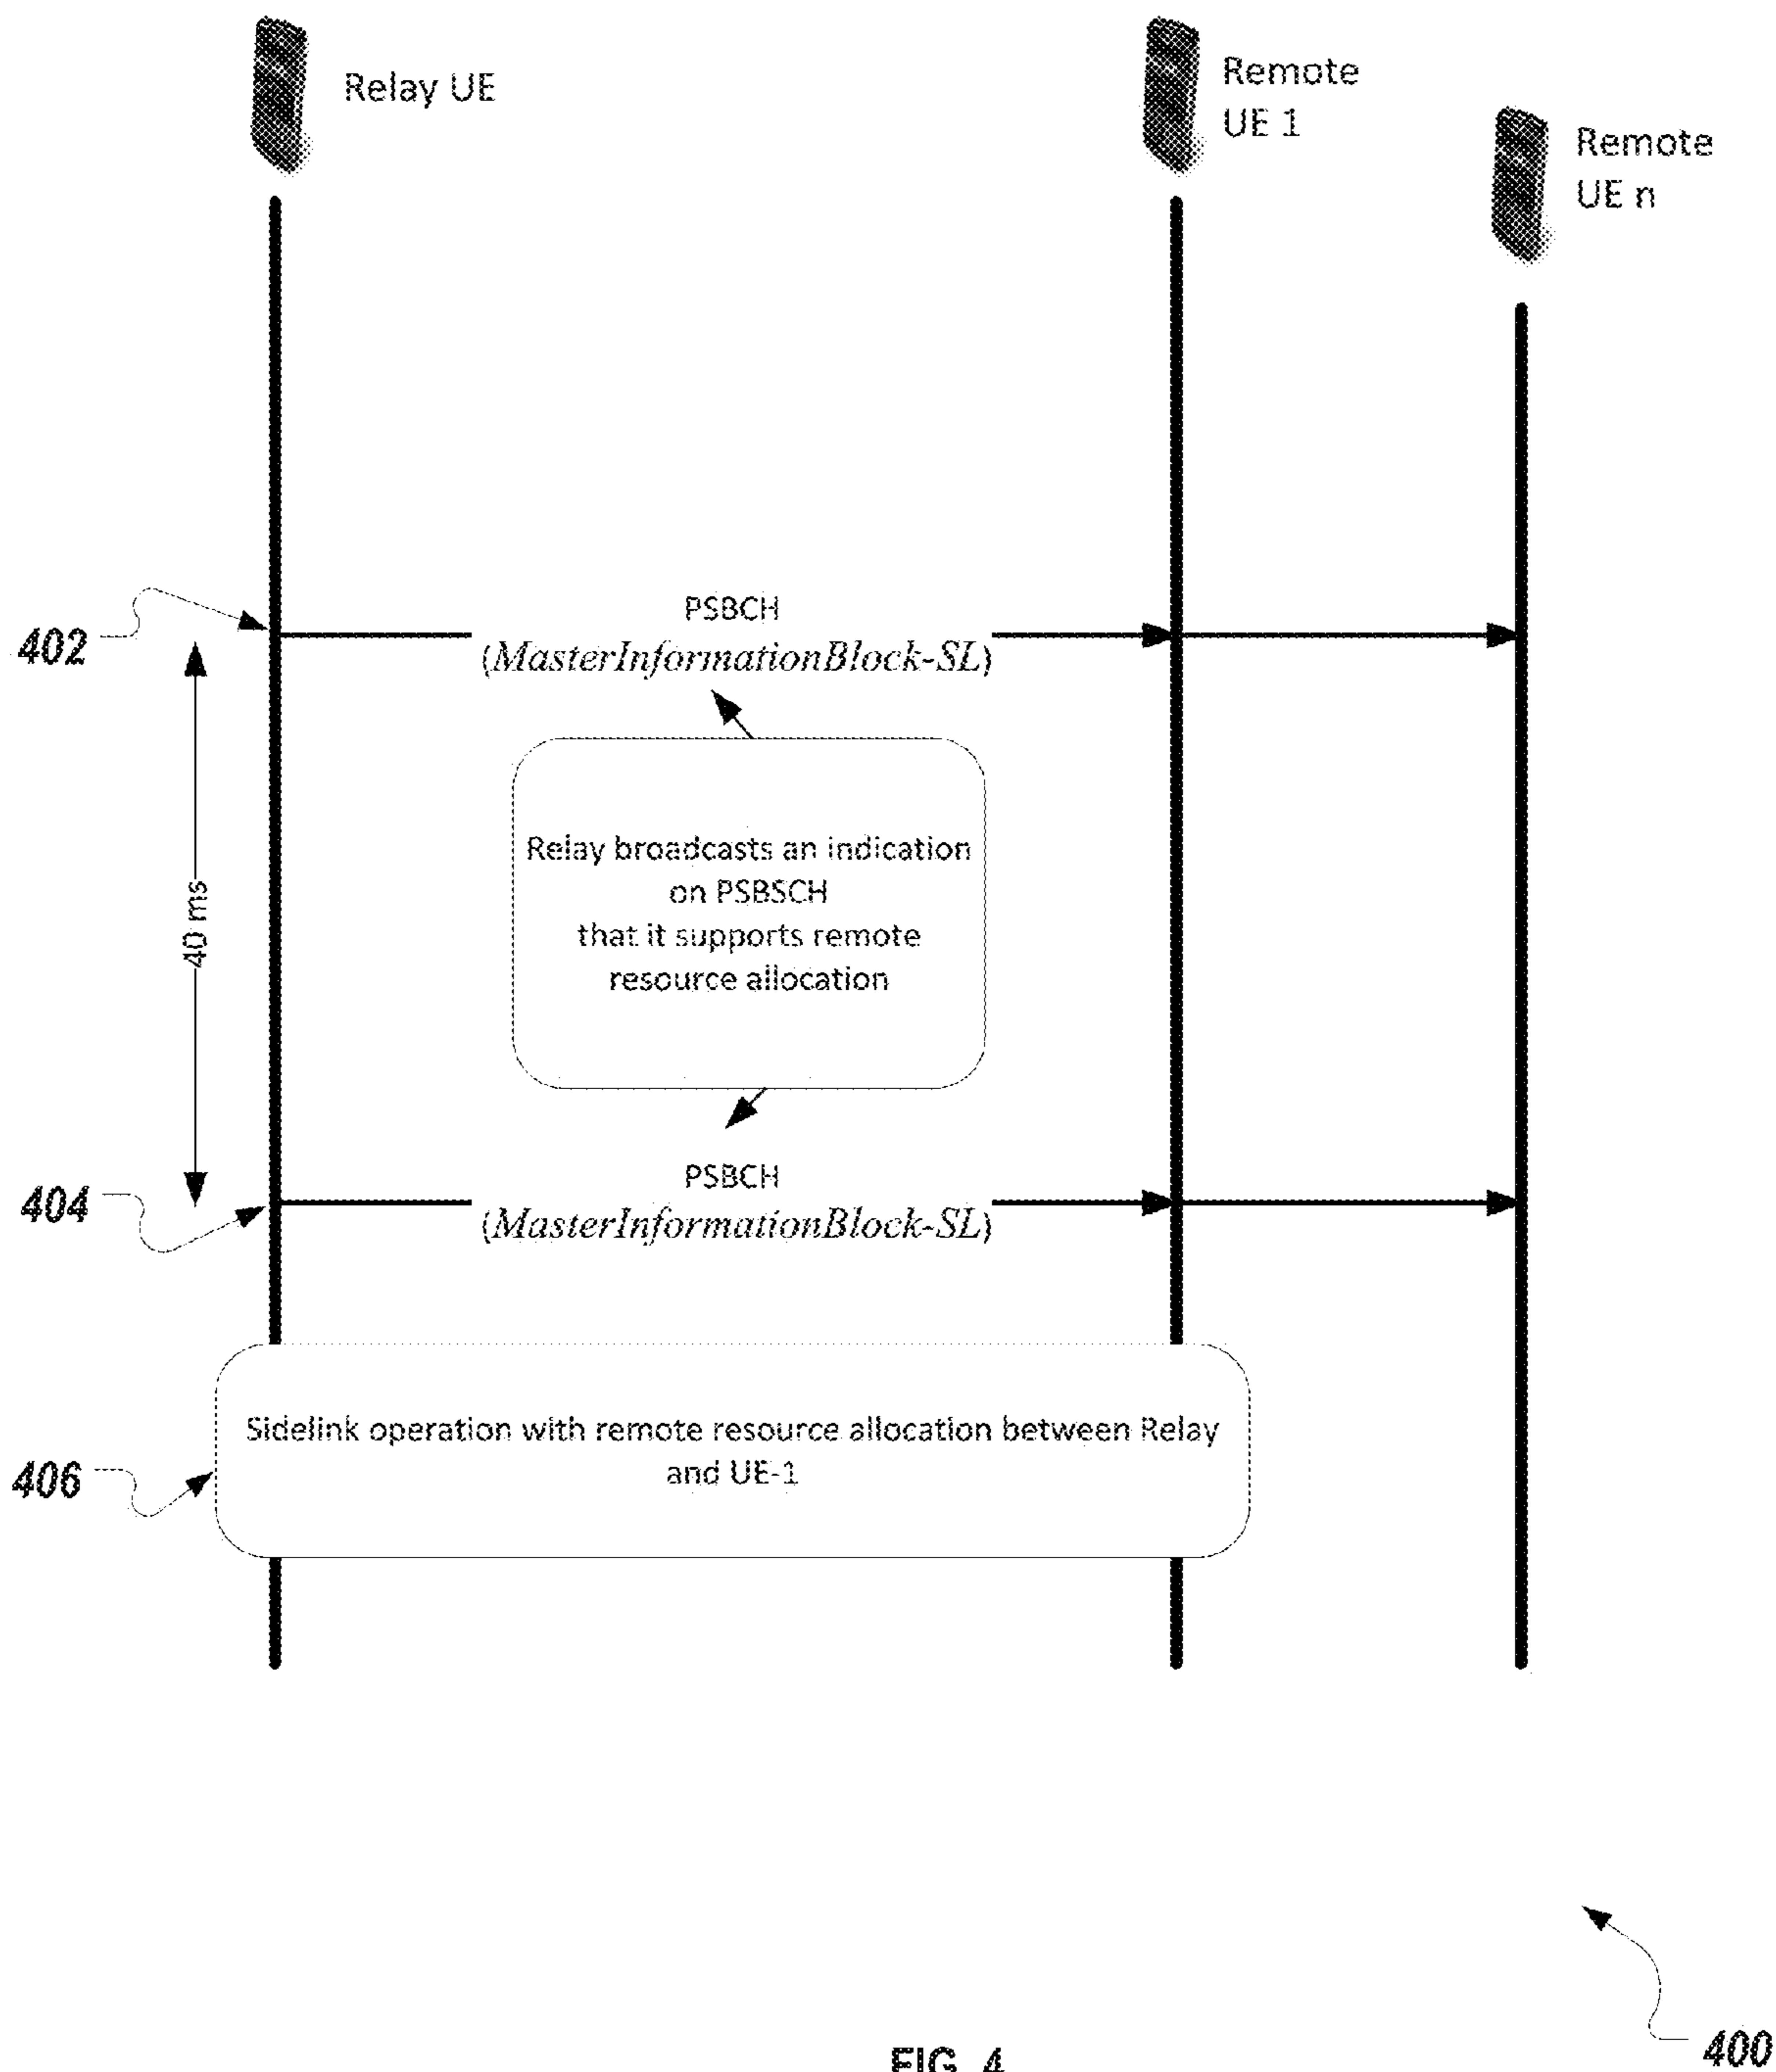 Relay UE
Remote
UE 1
Remote
UE n
PSBCH
402
(MasterInformationBlock-SL)
Relay broadcasts an indication
on PSBSCH
that it supports remote
resource allocation
40 ms
PSBCH
404
(MasterInformationBlock-SL)
Sidelink operation with remote resource allocation between Relay
and UE-1
406
400
FIG. 4